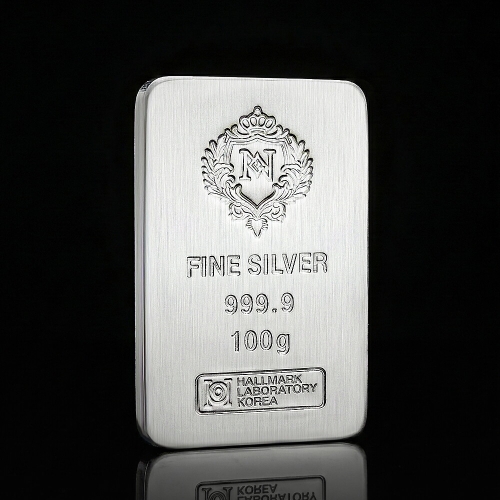 FINE SILVER
999.9
100g
HALLMARK
LABORATORY
KOREA